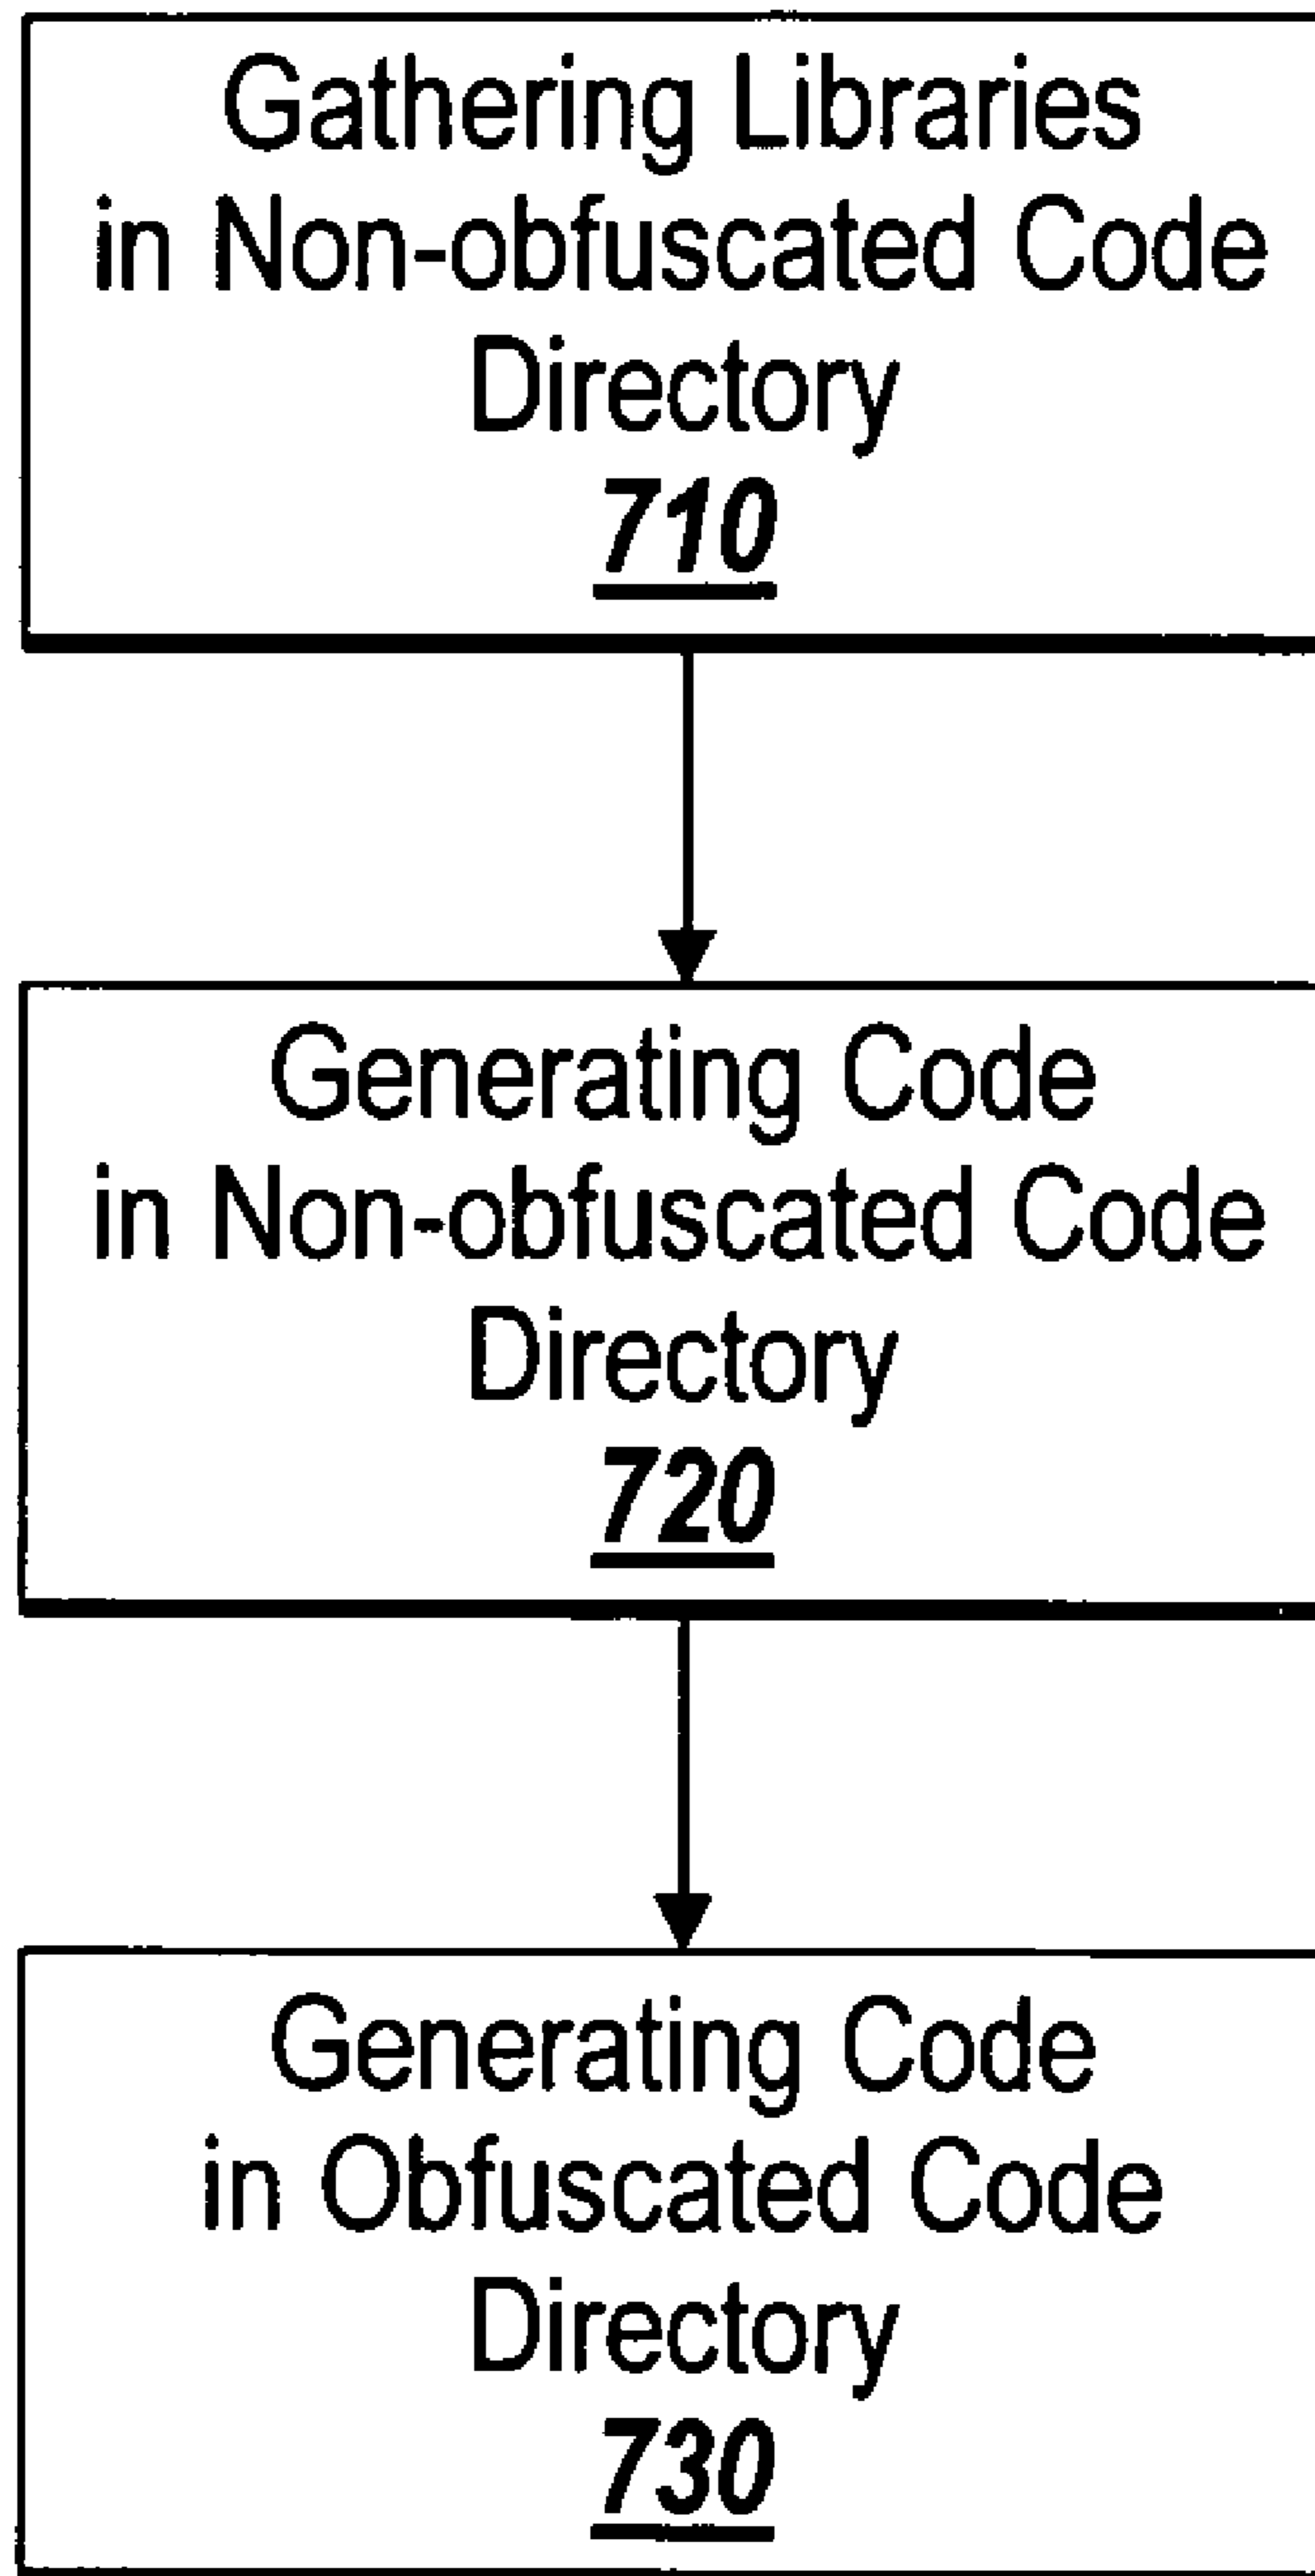 Gathering Libraries
in Non-obfuscated Code
Directory
710
Generating Code
in Non-obfuscated Code
Directory
720
Generating Code
in Obfuscated Code
Directory
730